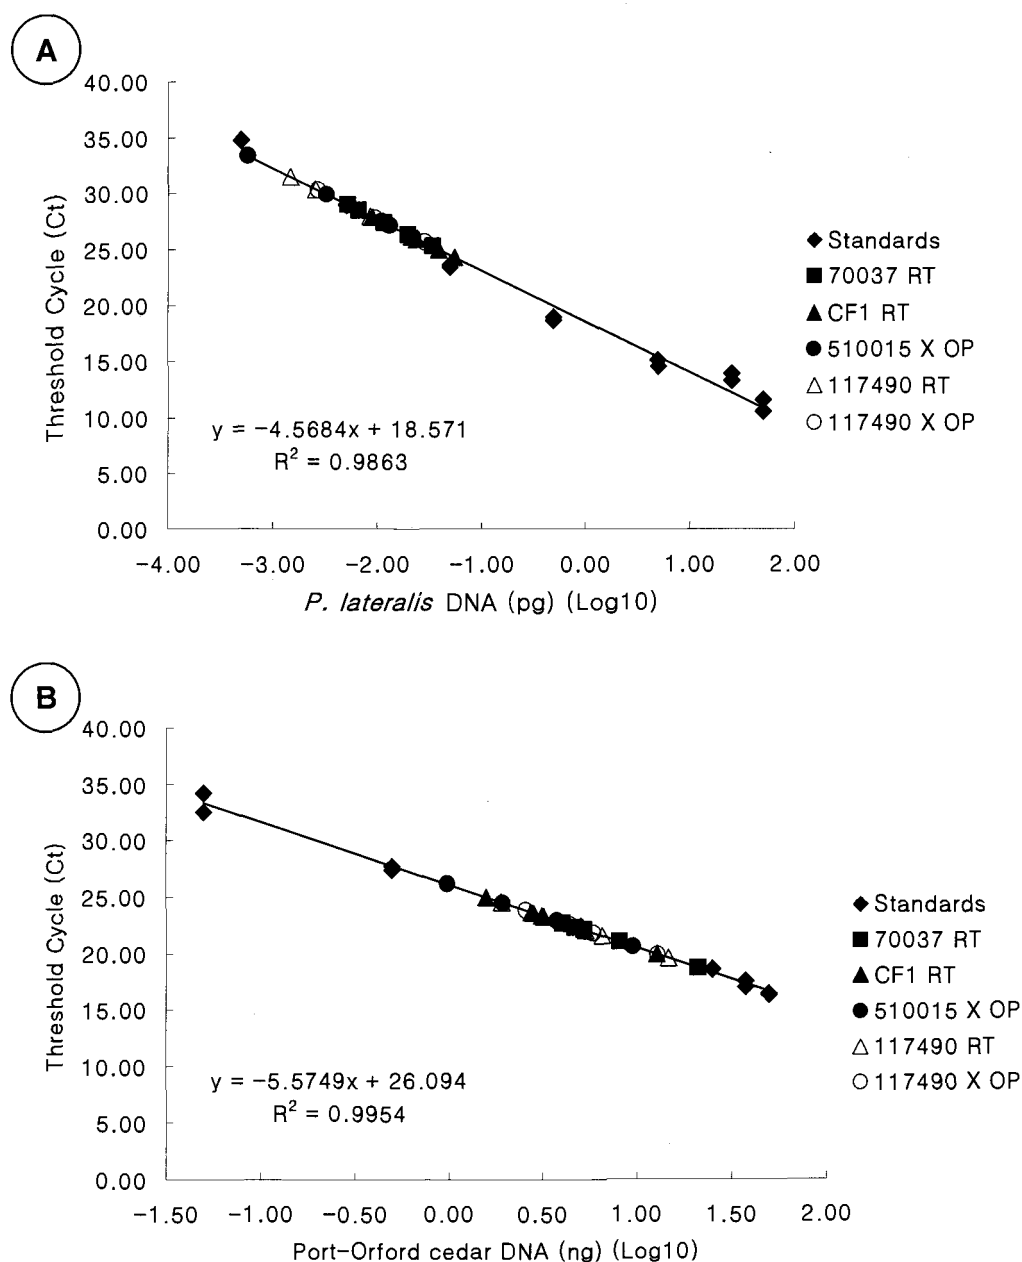 A
40.00
35.00
30.00
25.00
20.00
15.00
10.00
5.00
0.00
Threshold Cycle (Ct)
y = −4.5684x + 18.571
R² = 0.9863
−4.00 −3.00 −2.00 −1.00 0.00 1.00 2.00
P. lateralis DNA (pg) (Log10)
Standards
70037 RT
CF1 RT
510015 X OP
117490 RT
117490 X OP
B
40.00
35.00
30.00
25.00
20.00
15.00
10.00
5.00
0.00
Threshold Cycle (Ct)
y = −5.5749x + 26.094
R² = 0.9954
−1.50 −1.00 −0.50 0.00 0.50 1.00 1.50 2.00
Port-Orford cedar DNA (ng) (Log10)
Standards
70037 RT
CF1 RT
510015 X OP
117490 RT
117490 X OP